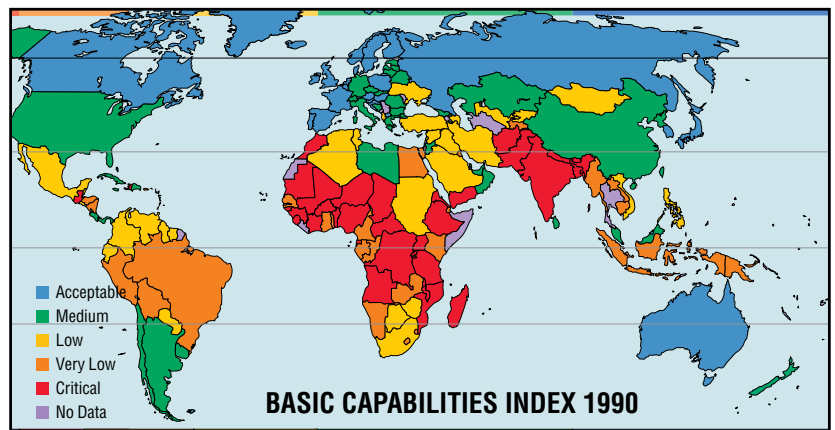 Acceptable
Medium
Low
Very Low
Critical
No Data
BASIC CAPABILITIES INDEX 1990